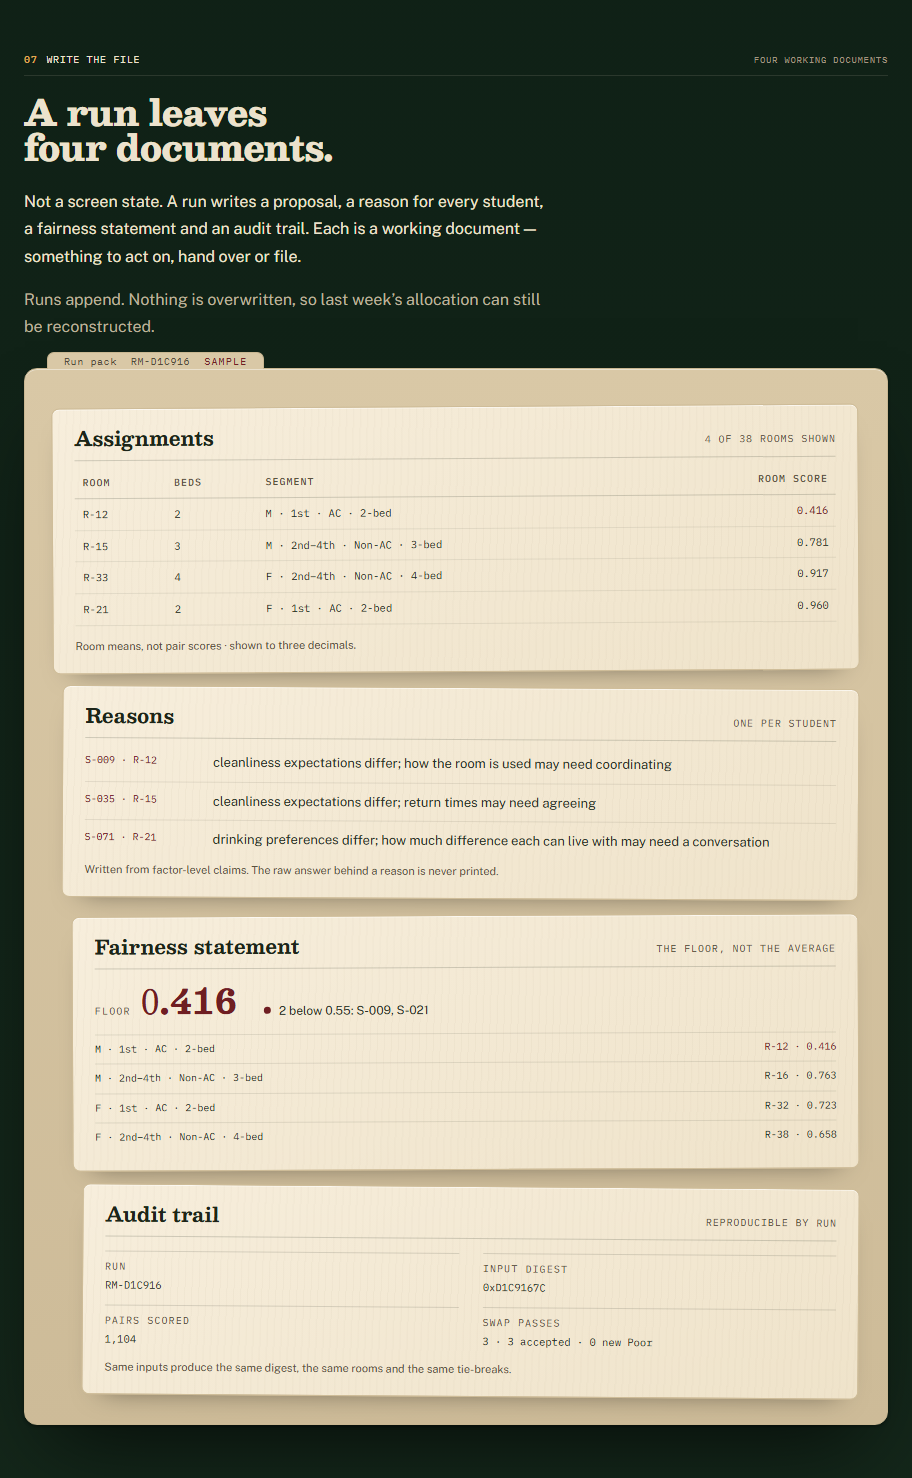 07 WRITE THE FILE
FOUR WORKING DOCUMENTS
A run leaves
four documents.
Not a screen state. A run writes a proposal, a reason for every student,
a fairness statement and an audit trail. Each is a working document —
something to act on, hand over or file.
Runs append. Nothing is overwritten, so last week's allocation can still
be reconstructed.
Run pack RM-D1C916 SAMPLE
Assignments
4 OF 38 ROOMS SHOWN
ROOM BEDS SEGMENT ROOM SCORE
R-12 2 M · 1st · AC · 2-bed 0.416
R-15 3 M · 2nd–4th · Non-AC · 3-bed 0.781
R-33 4 F · 2nd–4th · Non-AC · 4-bed 0.917
R-21 2 F · 1st · AC · 2-bed 0.960
Room means, not pair scores · shown to three decimals.
Reasons
ONE PER STUDENT
S-009 · R-12 cleanliness expectations differ; how the room is used may need coordinating
S-035 · R-15 cleanliness expectations differ; return times may need agreeing
S-071 · R-21 drinking preferences differ; how much difference each can live with may need a conversation
Written from factor-level claims. The raw answer behind a reason is never printed.
Fairness statement
THE FLOOR, NOT THE AVERAGE
FLOOR 0.416 2 below 0.55: S-009, S-021
M · 1st · AC · 2-bed R-12 · 0.416
M · 2nd–4th · Non-AC · 3-bed R-16 · 0.763
F · 1st · AC · 2-bed R-32 · 0.723
F · 2nd–4th · Non-AC · 4-bed R-38 · 0.658
Audit trail
REPRODUCIBLE BY RUN
RUN
RM-D1C916
INPUT DIGEST
0xD1C9167C
PAIRS SCORED
1,104
SWAP PASSES
3 · 3 accepted · 0 new Poor
Same inputs produce the same digest, the same rooms and the same tie-breaks.